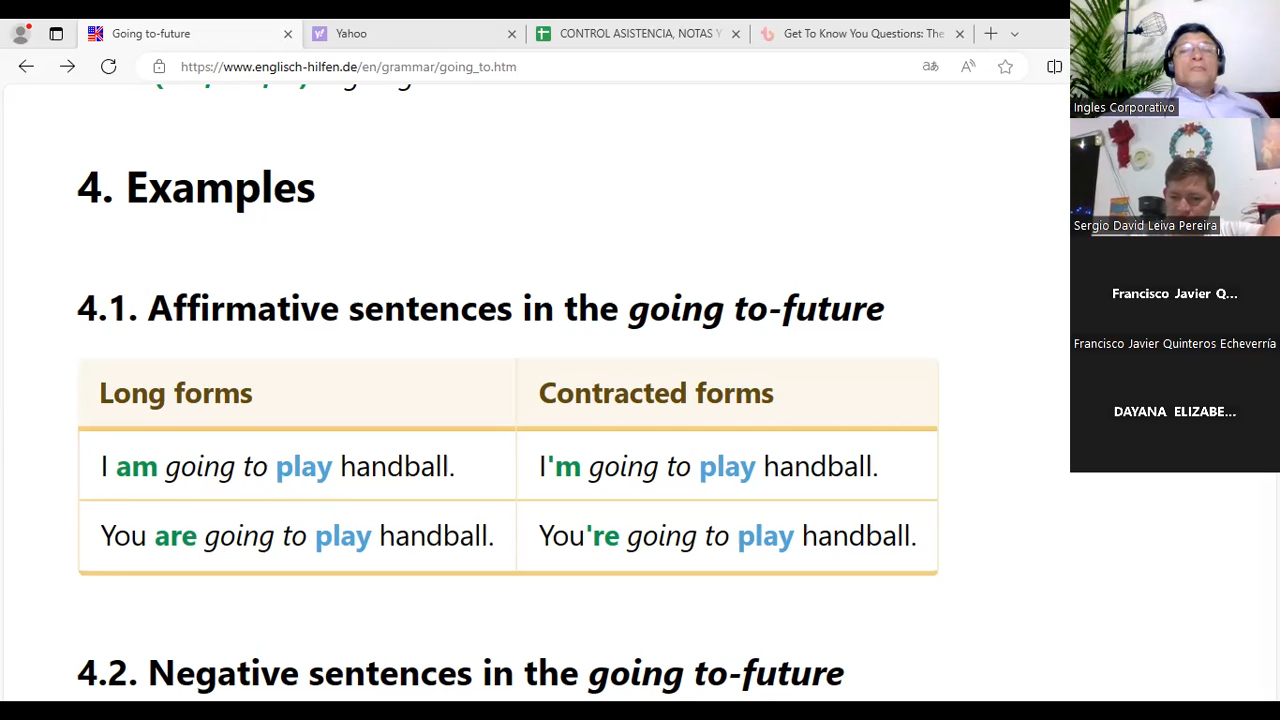 Going to-future
Yahoo
CONTROL ASISTENCIA, NOTAS Y
Get To Know You Questions: The
https://www.englisch-hilfen.de/en/grammar/going_to.htm
4. Examples
4.1. Affirmative sentences in the going to-future
Long forms Contracted forms
I am going to play handball. I'm going to play handball.
You are going to play handball. You're going to play handball.
4.2. Negative sentences in the going to-future
Ingles Corporativo
Sergio David Leiva Pereira
Francisco Javier Q...
Francisco Javier Quinteros Echeverría
DAYANA ELIZABE...